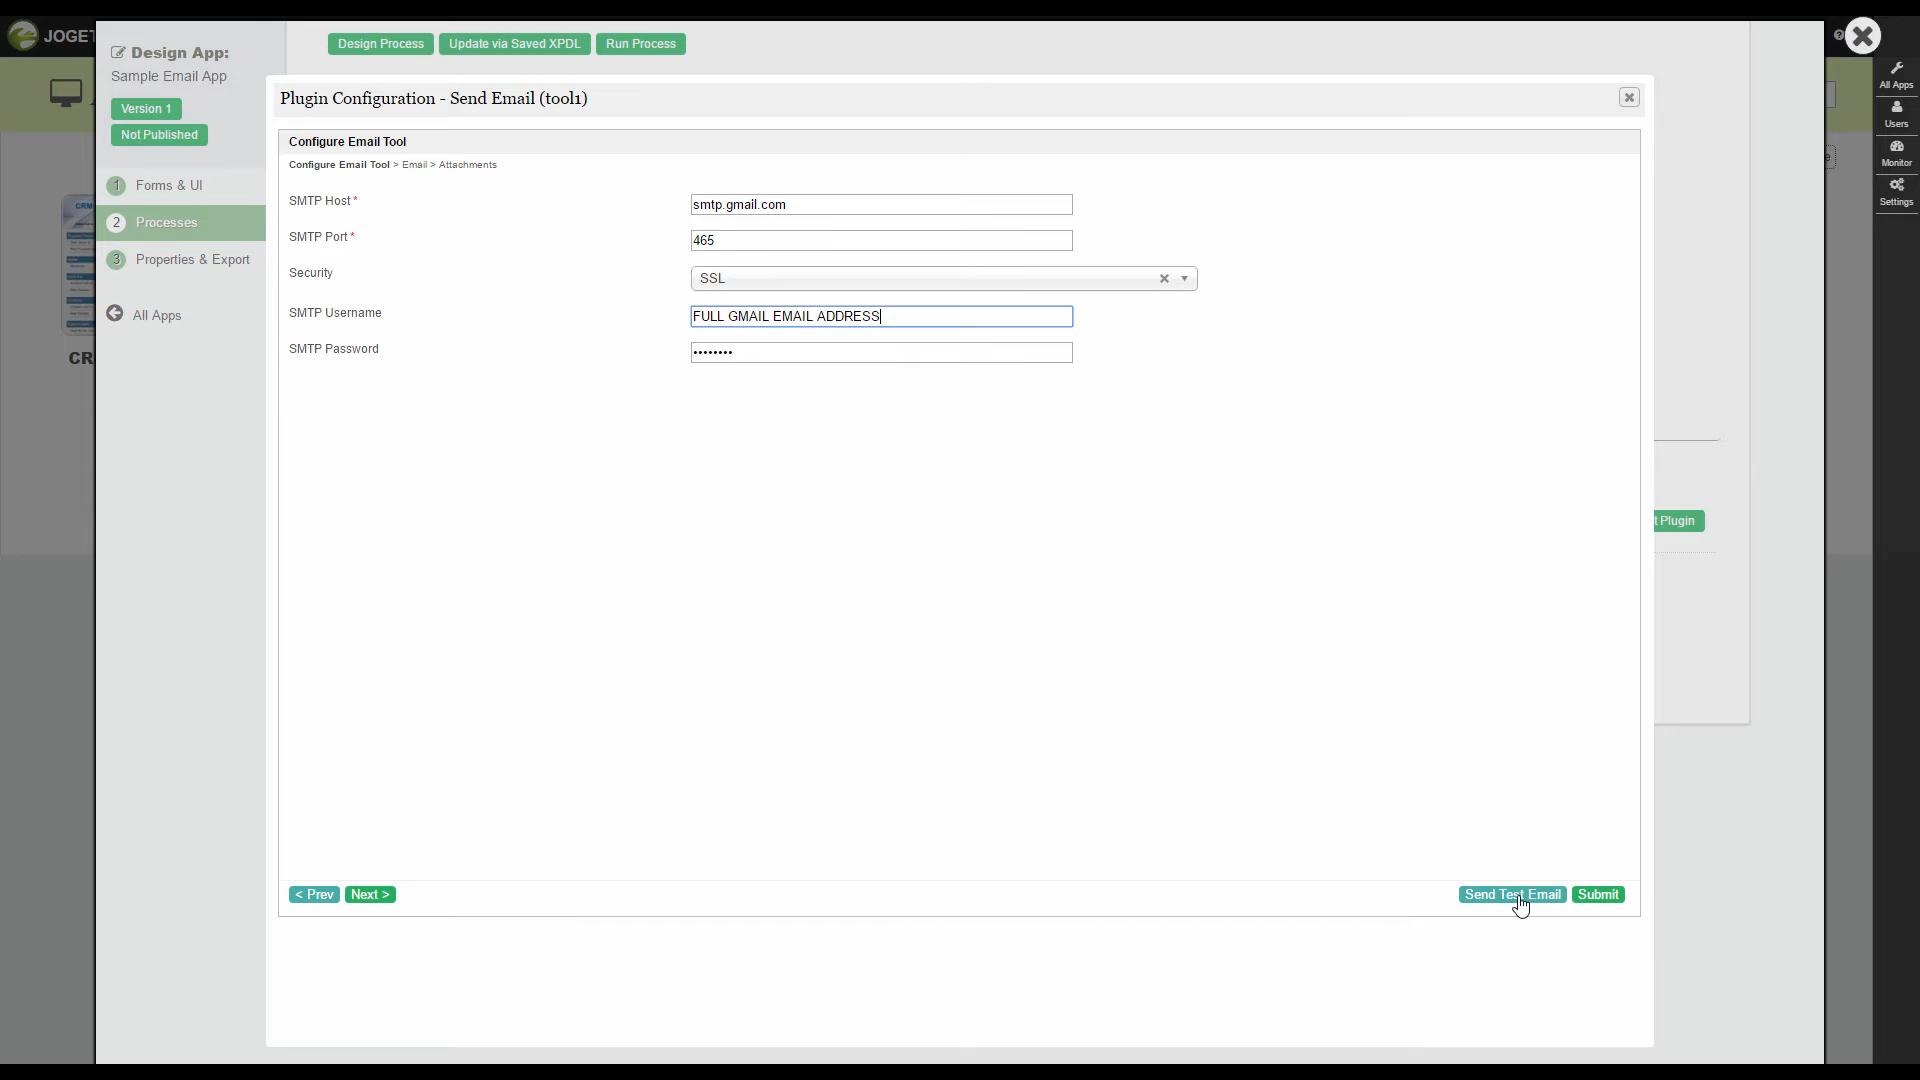 JOGET
Design App:
Sample Email App
Version 1
Not Published
1 Forms & UI
2 Processes
3 Properties & Export
All Apps
CRM
CR
Design Process
Update via Saved XPDL
Run Process
Plugin Configuration - Send Email (tool1)
Configure Email Tool
Configure Email Tool > Email > Attachments
SMTP Host *
smtp.gmail.com
SMTP Port *
465
Security
SSL
SMTP Username
FULL GMAIL EMAIL ADDRESS
SMTP Password
••••••••
< Prev
Next >
Send Test Email
Submit
t Plugin
All Apps
Users
Monitor
Settings